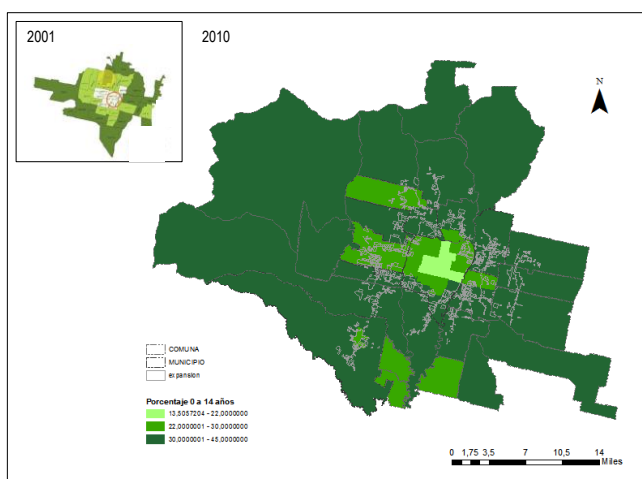 2001
2010
N
COMUNA
MUNICIPIO
expansion
Porcentaje 0 a 14 años
13,5057204 - 22,0000000
22,0000001 - 30,0000000
30,0000001 - 45,0000000
0 1,75 3,5 7 10,5 14
Miles